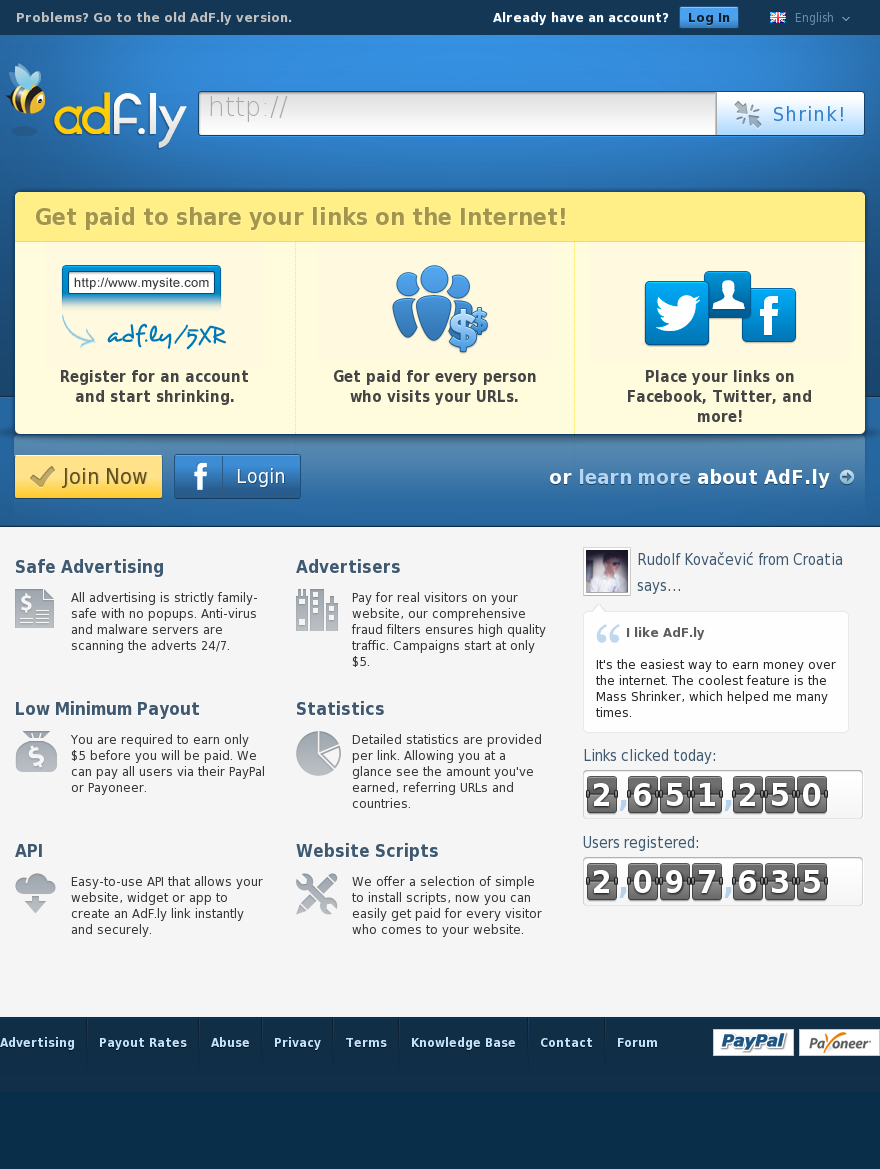 Problems? Go to the old AdF.ly version.
Already have an account?
Log In
English
adf.ly
http://
Shrink!
Get paid to share your links on the Internet!
http://www.mysite.com
adf.ly/5XR
Register for an account
and start shrinking.
Get paid for every person
who visits your URLs.
Place your links on
Facebook, Twitter, and
more!
Join Now
Login
or learn more about AdF.ly
Safe Advertising
All advertising is strictly family-
safe with no popups. Anti-virus
and malware servers are
scanning the adverts 24/7.
Advertisers
Pay for real visitors on your
website, our comprehensive
fraud filters ensures high quality
traffic. Campaigns start at only
$5.
Low Minimum Payout
You are required to earn only
$5 before you will be paid. We
can pay all users via their PayPal
or Payoneer.
Statistics
Detailed statistics are provided
per link. Allowing you at a
glance see the amount you've
earned, referring URLs and
countries.
API
Easy-to-use API that allows your
website, widget or app to
create an AdF.ly link instantly
and securely.
Website Scripts
We offer a selection of simple
to install scripts, now you can
easily get paid for every visitor
who comes to your website.
Rudolf Kovačević from Croatia
says...
I like AdF.ly
It's the easiest way to earn money over
the internet. The coolest feature is the
Mass Shrinker, which helped me many
times.
Links clicked today:
2,651,250
Users registered:
2,097,635
Advertising
Payout Rates
Abuse
Privacy
Terms
Knowledge Base
Contact
Forum
PayPal
Payoneer